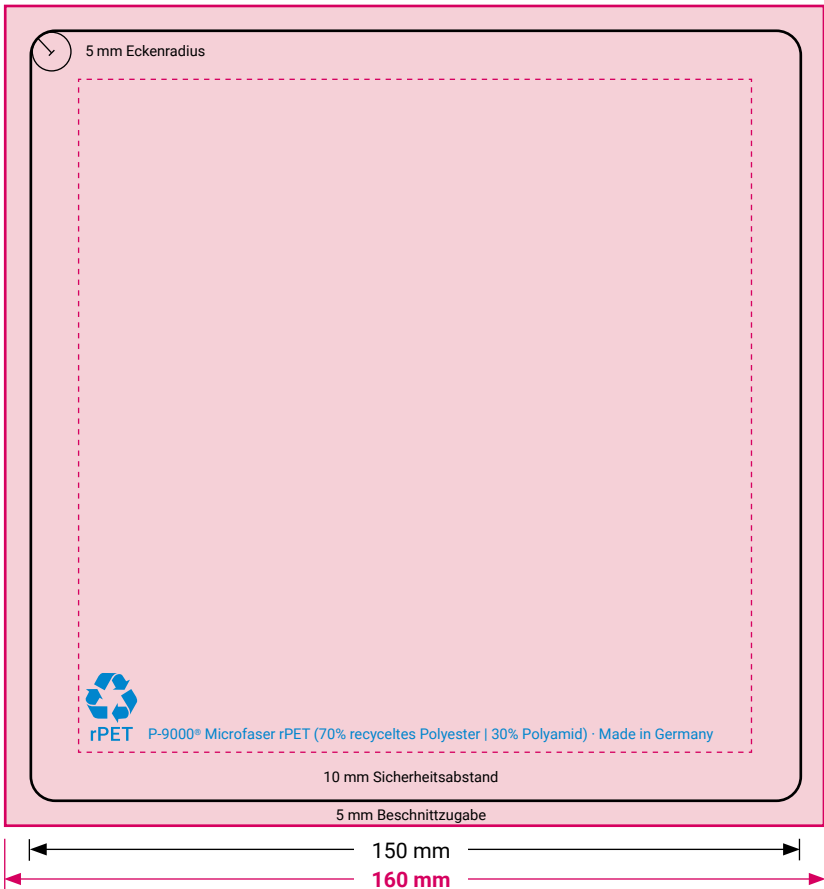 5 mm Eckenradius
rPET
P-9000® Microfaser rPET (70% recyceltes Polyester | 30% Polyamid) · Made in Germany
10 mm Sicherheitsabstand
5 mm Beschnittzugabe
150 mm
160 mm